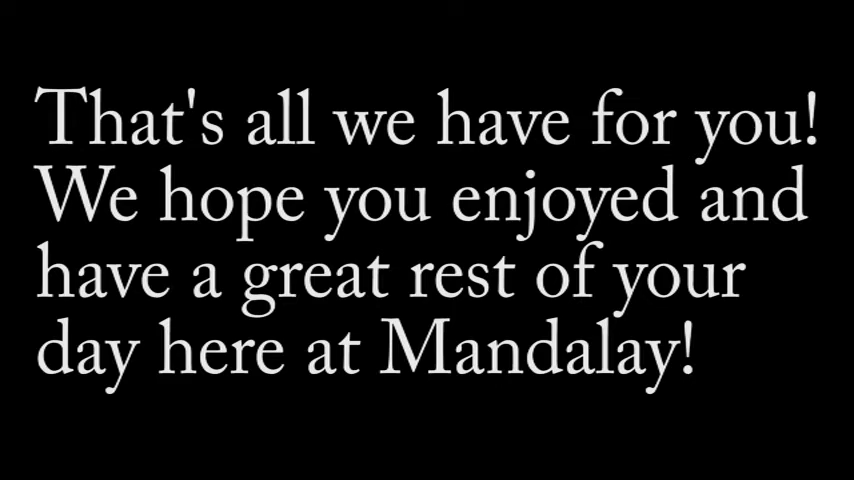 That's all we have for you!
We hope you enjoyed and
have a great rest of your
day here at Mandalay!